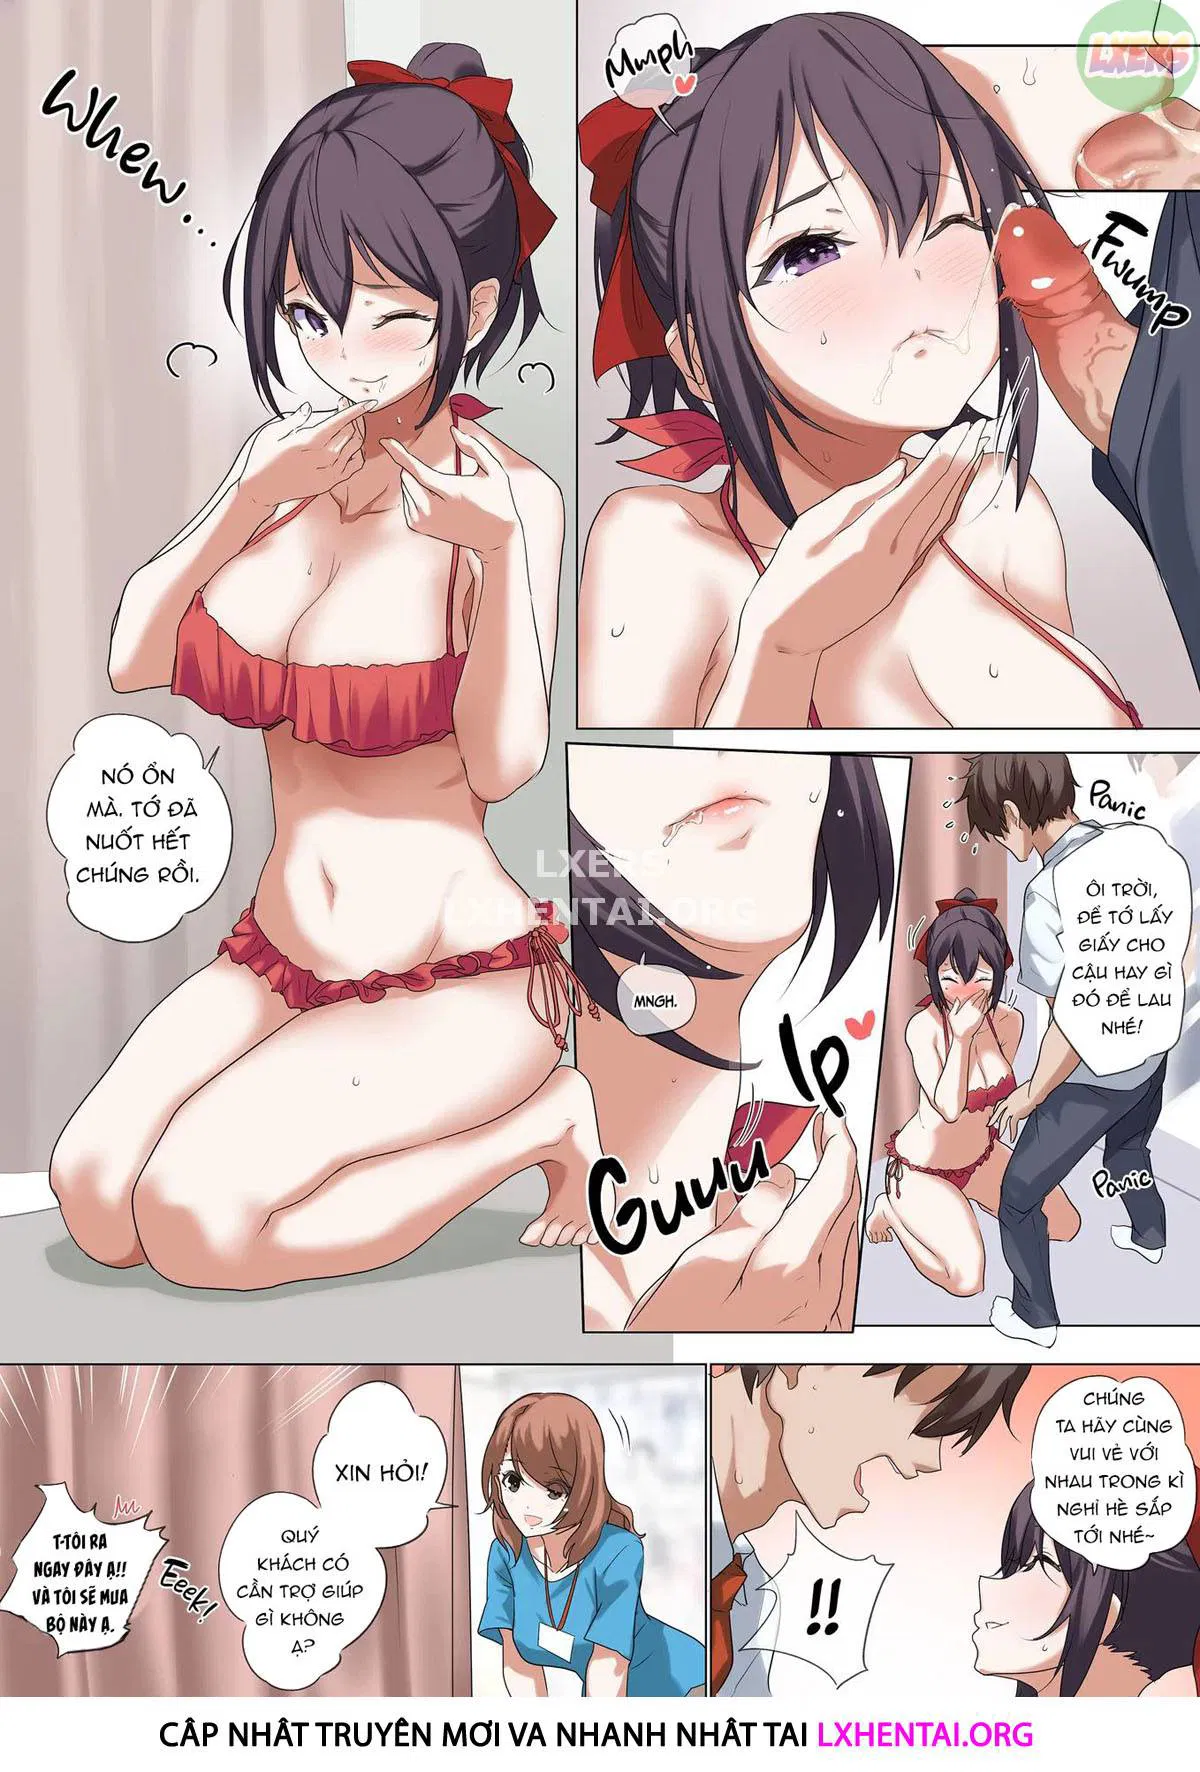 Whew...
Mmph
LXERS
Fwump
NÓ ỔN
MÀ. TỚ ĐÃ
NUỐT HẾT
CHÚNG RỒI.
Panic
ÔI TRỜI,
ĐỂ TỚ LẤY
GIẤY CHO
CẬU HAY GÌ
ĐÓ ĐỂ LAU
NHÉ!
Panic
LXERS
LXHENTAI.ORG
MNGH.
Guuu
lp
CHÚNG
TA HÃY CÙNG
VUI VẺ VỚI
NHAU TRONG KÌ
NGHỈ HÈ SẮP
TỚI NHÉ~
!!
XIN HỎI!
QUÝ
KHÁCH CÓ
CẦN TRỢ GIÚP
GÌ KHÔNG
Ạ?
Eeek!
T-TÔI RA
NGAY ĐÂY Ạ!!
VÀ TÔI SẼ MUA
BỘ NÀY Ạ.
CẬP NHẬT TRUYỆN MỚI VÀ NHANH NHẤT TẠI LXHENTAI.ORG